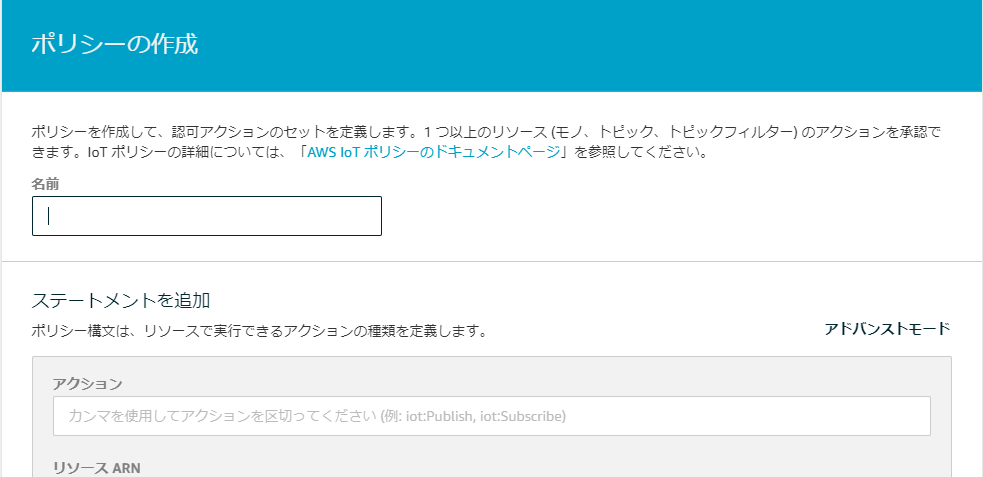 ポリシーの作成
ポリシーを作成して、認可アクションのセットを定義します。1 つ以上のリソース (モノ、トピック、トピックフィルター) のアクションを承認で
きます。IoT ポリシーの詳細については、「AWS IoT ポリシーのドキュメントページ」を参照してください。
名前
ステートメントを追加
ポリシー構文は、リソースで実行できるアクションの種類を定義します。
アドバンストモード
アクション
カンマを使用してアクションを区切ってください (例: iot:Publish, iot:Subscribe)
リソース ARN